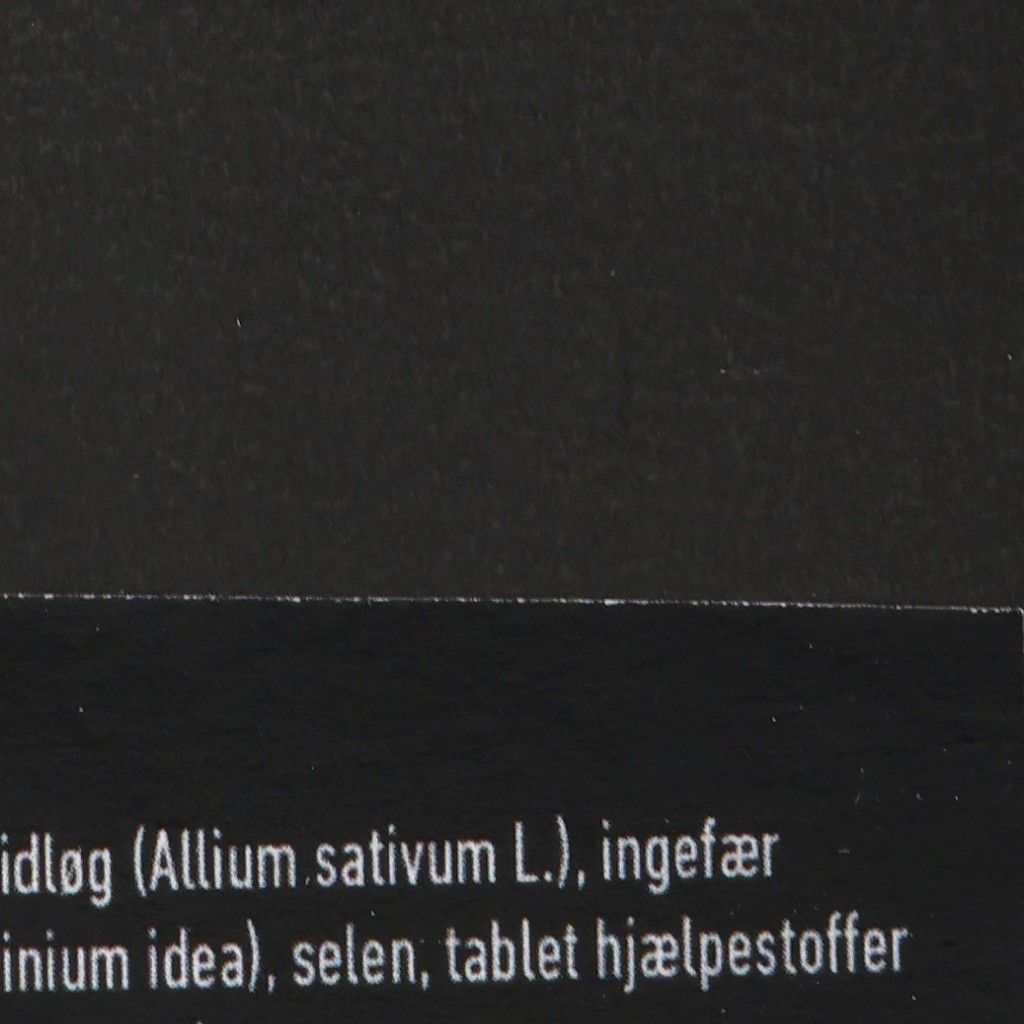 idløg (Allium sativum L.), ingefær
inium idea), selen, tablet hjælpestoffer